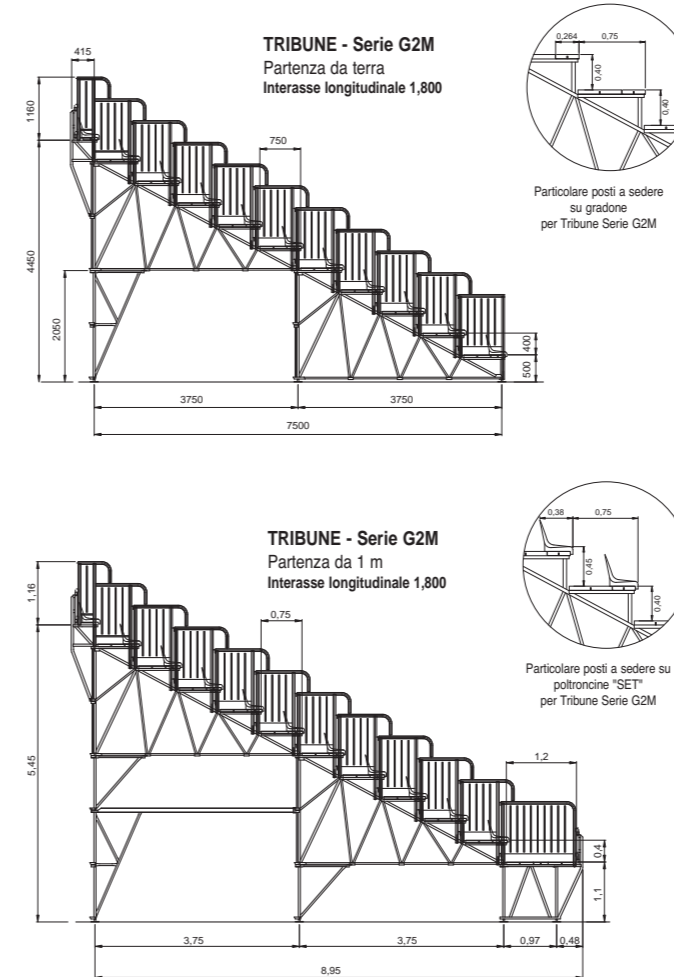 TRIBUNE - Serie G2M
Partenza da terra
Interasse longitudinale 1,800
415
1160
4450
2050
750
400
500
3750
3750
7500
0,264
0,75
0,40
0,40
Particolare posti a sedere
su gradone
per Tribune Serie G2M
TRIBUNE - Serie G2M
Partenza da 1 m
Interasse longitudinale 1,800
1,16
5,45
0,75
1,2
0,4
1,1
3,75
3,75
0,97
0,48
8,95
0,38
0,75
0,45
0,40
Particolare posti a sedere su
poltroncine "SET"
per Tribune Serie G2M